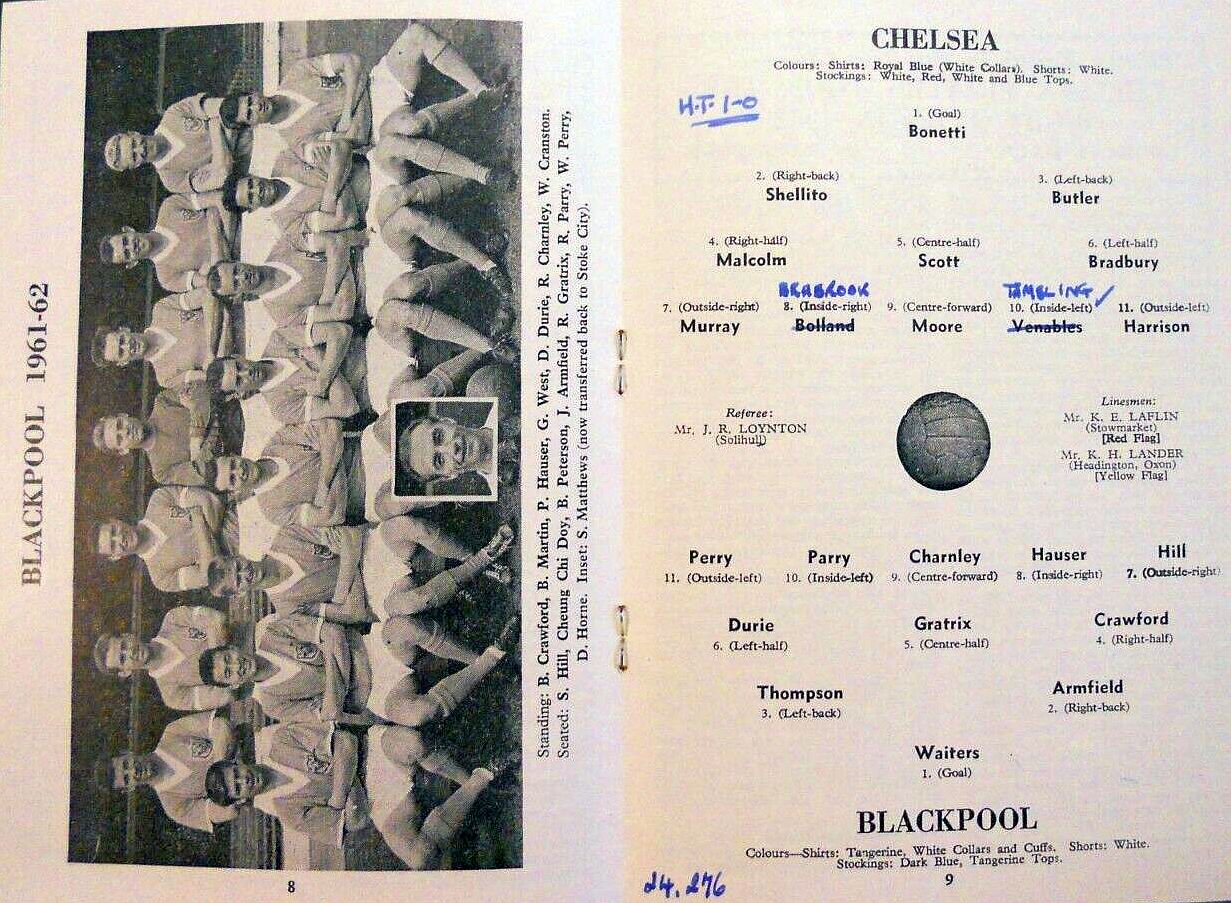 BLACKPOOL 1961-62
Standing: B. Crawford, B. Martin, P. Hauser, G. West, D. Durie, R. Charnley, W. Cranston.
Seated: S. Hill, Cheung Chi Doy, B. Peterson, J. Armfield, R. Gratrix, R. Parry, W. Perry,
D. Horne. Inset: S. Matthews (now transferred back to Stoke City).
8
CHELSEA
Colours: Shirts: Royal Blue (White Collars). Shorts: White.
Stockings: White, Red, White and Blue Tops.
H.T. 1-0
1. (Goal)
Bonetti
2. (Right-back) 3. (Left-back)
Shellito Butler
4. (Right-half) 5. (Centre-half) 6. (Left-half)
Malcolm Scott Bradbury
BRABROOK TAMBLING
7. (Outside-right) 8. (Inside-right) 9. (Centre-forward) 10. (Inside-left) 11. (Outside-left)
Murray Bolland Moore Venables Harrison
Referee:
Mr. J. R. LOYNTON
(Solihull)
Linesmen:
Mr. K. E. LAFLIN
(Stowmarket)
[Red Flag]
Mr. K. H. LANDER
(Headington, Oxon)
[Yellow Flag]
Perry Parry Charnley Hauser Hill
11. (Outside-left) 10. (Inside-left) 9. (Centre-forward) 8. (Inside-right) 7. (Outside-right)
Durie Gratrix Crawford
6. (Left-half) 5. (Centre-half) 4. (Right-half)
Thompson Armfield
3. (Left-back) 2. (Right-back)
Waiters
1. (Goal)
BLACKPOOL
Colours—Shirts: Tangerine, White Collars and Cuffs. Shorts: White.
Stockings: Dark Blue, Tangerine Tops.
24,276
9